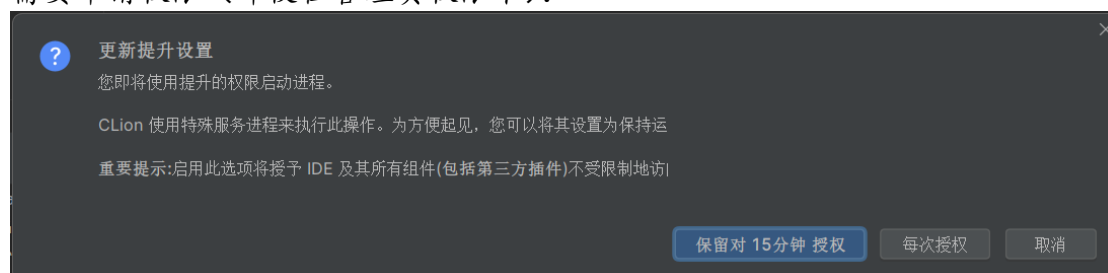 更新提升设置
您即将使用提升的权限启动进程。
CLion 使用特殊服务进程来执行此操作。为方便起见，您可以将其设置为保持运
重要提示:启用此选项将授予 IDE 及其所有组件(包括第三方插件)不受限制地访
保留对 15分钟 授权
每次授权
取消